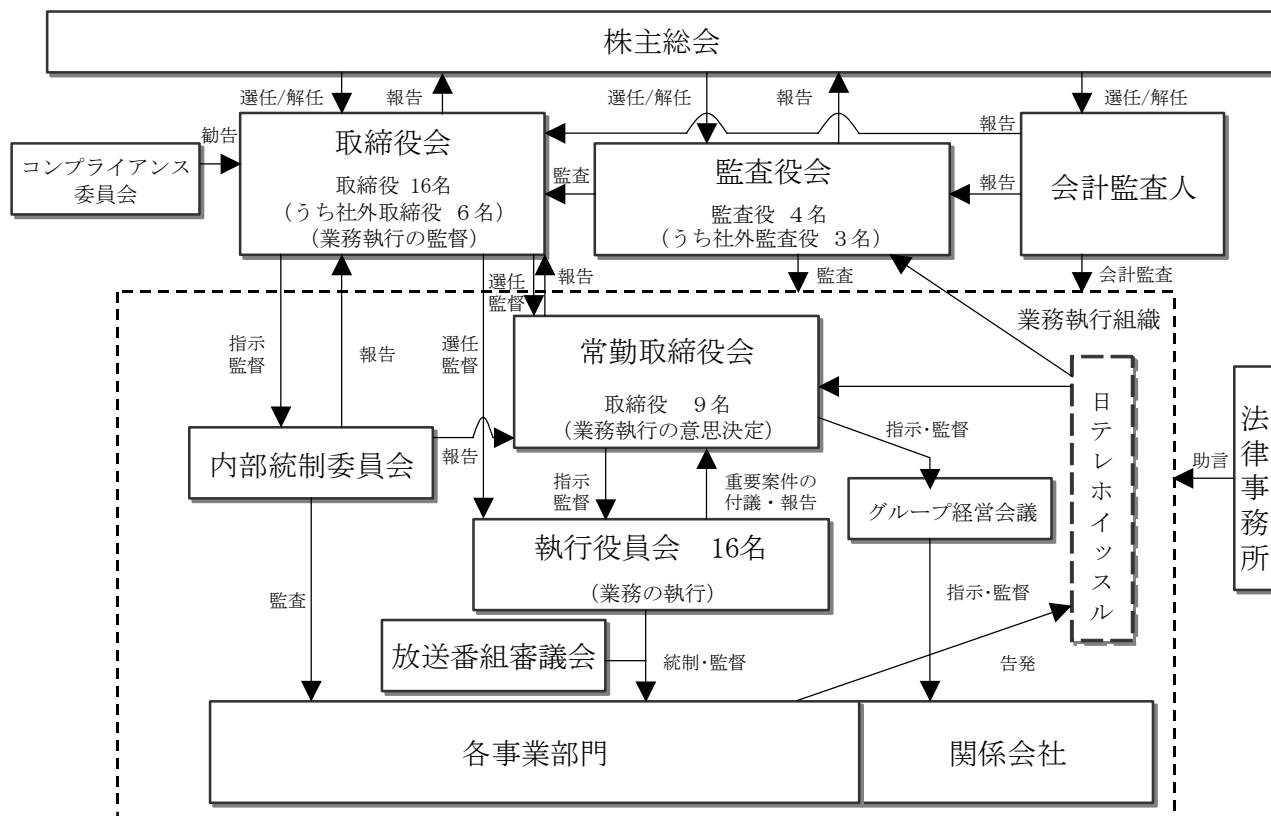 株主総会
選任/解任
報告
選任/解任
報告
選任/解任
勧告
コンプライアンス
委員会
取締役会
取締役 16名
(うち社外取締役 6名)
(業務執行の監督)
監査
監査役会
監査役 4名
(うち社外監査役 3名)
報告
報告
会計監査人
選任
監督
報告
監査
会計監査
業務執行組織
指示
監督
報告
選任
監督
常勤取締役会
取締役 9名
(業務執行の意思決定)
日テレホイッスル
法律事務所
助言
指示・監督
内部統制委員会
報告
指示
監督
重要案件の
付議・報告
グループ経営会議
執行役員会 16名
(業務の執行)
監査
指示・監督
放送番組審議会
統制・監督
告発
各事業部門
関係会社